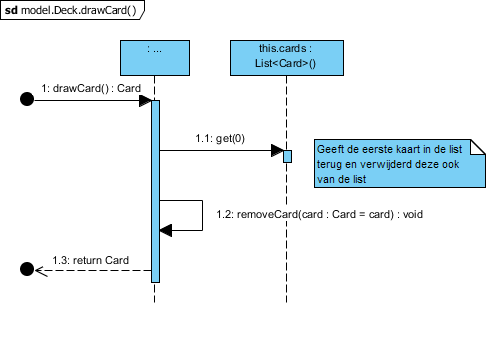 sd model.Deck.drawCard()
: ...
this.cards :
List<Card>()
1: drawCard() : Card
1.1: get(0)
Geeft de eerste kaart in de list
terug en verwijderd deze ook
van de list
1.2: removeCard(card : Card = card) : void
1.3: return Card